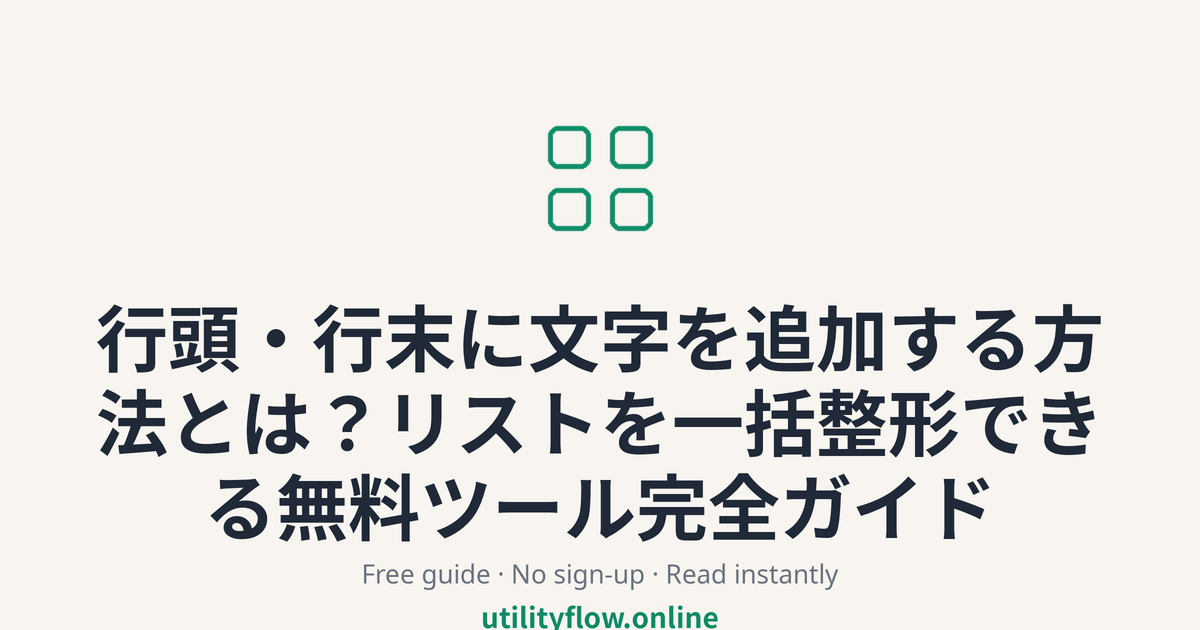 行頭・行末に文字を追加する方
法とは？リストを一括整形でき
る無料ツール完全ガイド
Free guide · No sign-up · Read instantly
utilityflow.online